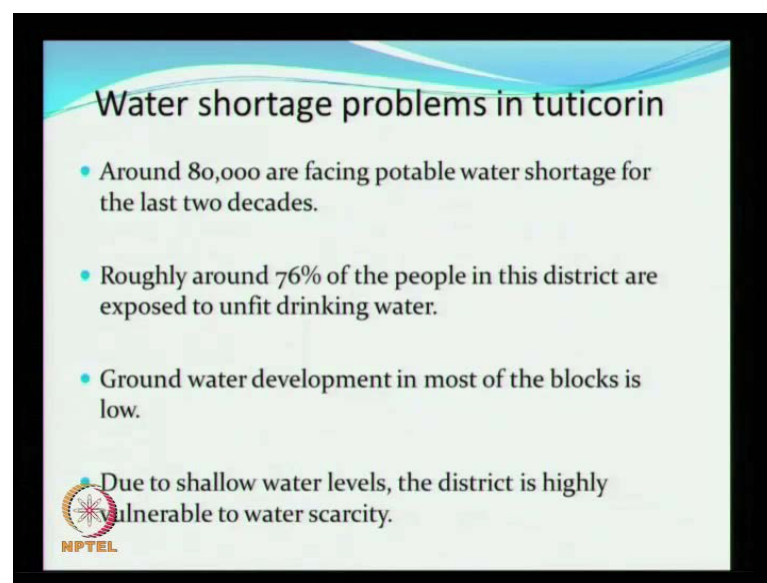 Water shortage problems in tuticorin
Around 80,000 are facing potable water shortage for
the last two decades.
Roughly around 76% of the people in this district are
exposed to unfit drinking water.
Ground water development in most of the blocks is
low.
Due to shallow water levels, the district is highly
vulnerable to water scarcity.
NPTEL